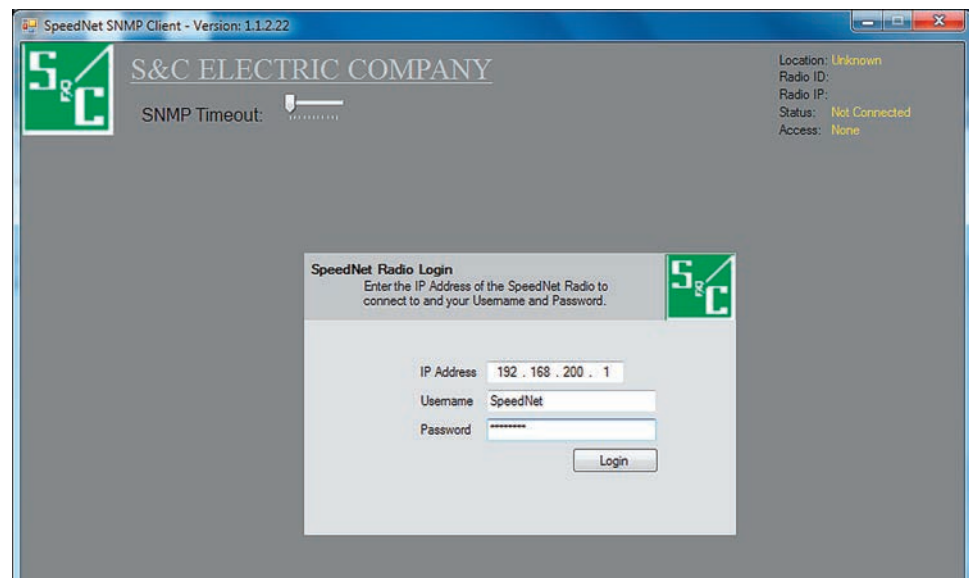 SpeedNet SNMP Client - Version: 1.1.2.22
S&C
S&C ELECTRIC COMPANY
SNMP Timeout:
Location: Unknown
Radio ID:
Radio IP:
Status: Not Connected
Access: None
SpeedNet Radio Login
Enter the IP Address of the SpeedNet Radio to
connect to and your Username and Password.
S&C
IP Address 192 . 168 . 200 . 1
Username SpeedNet
Password ********
Login